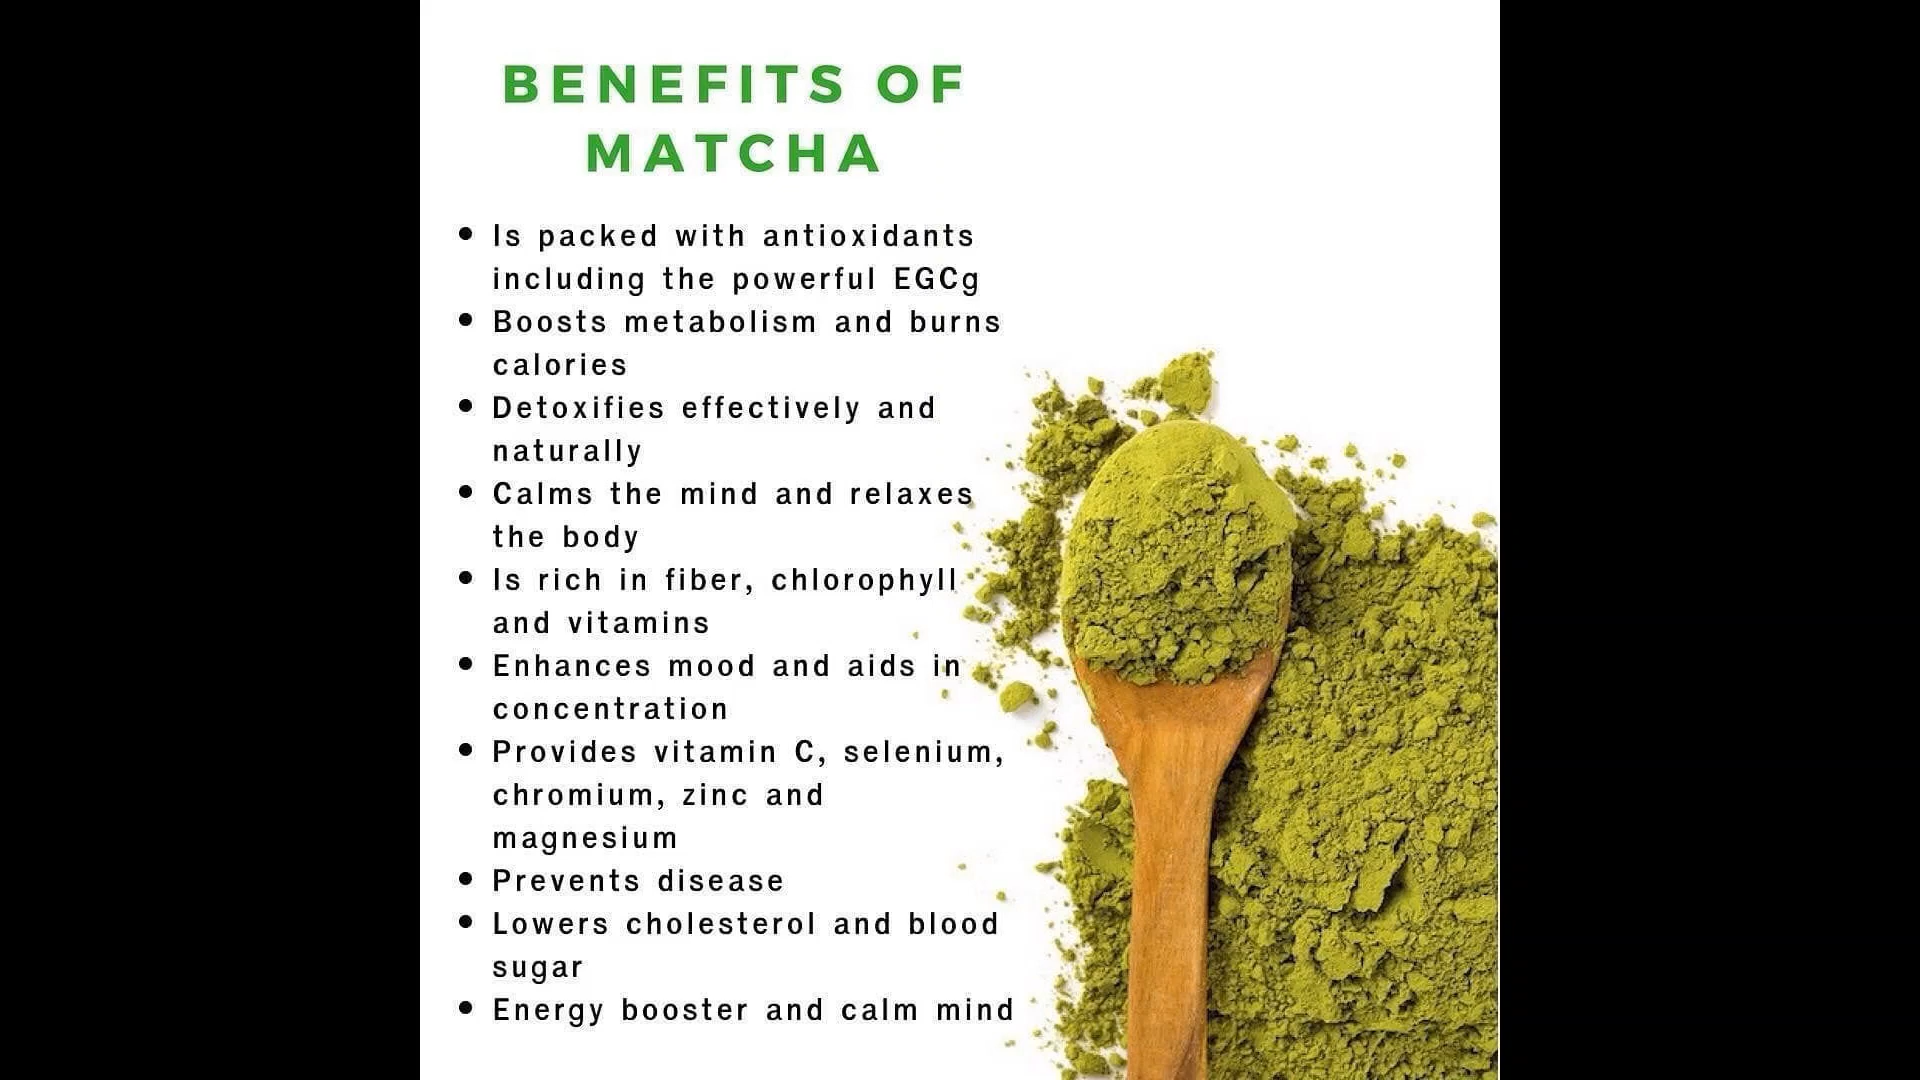 BENEFITS OF
MATCHA
• Is packed with antioxidants
including the powerful EGCg
• Boosts metabolism and burns
calories
• Detoxifies effectively and
naturally
• Calms the mind and relaxes
the body
• Is rich in fiber, chlorophyll
and vitamins
• Enhances mood and aids in
concentration
• Provides vitamin C, selenium,
chromium, zinc and
magnesium
• Prevents disease
• Lowers cholesterol and blood
sugar
• Energy booster and calm mind